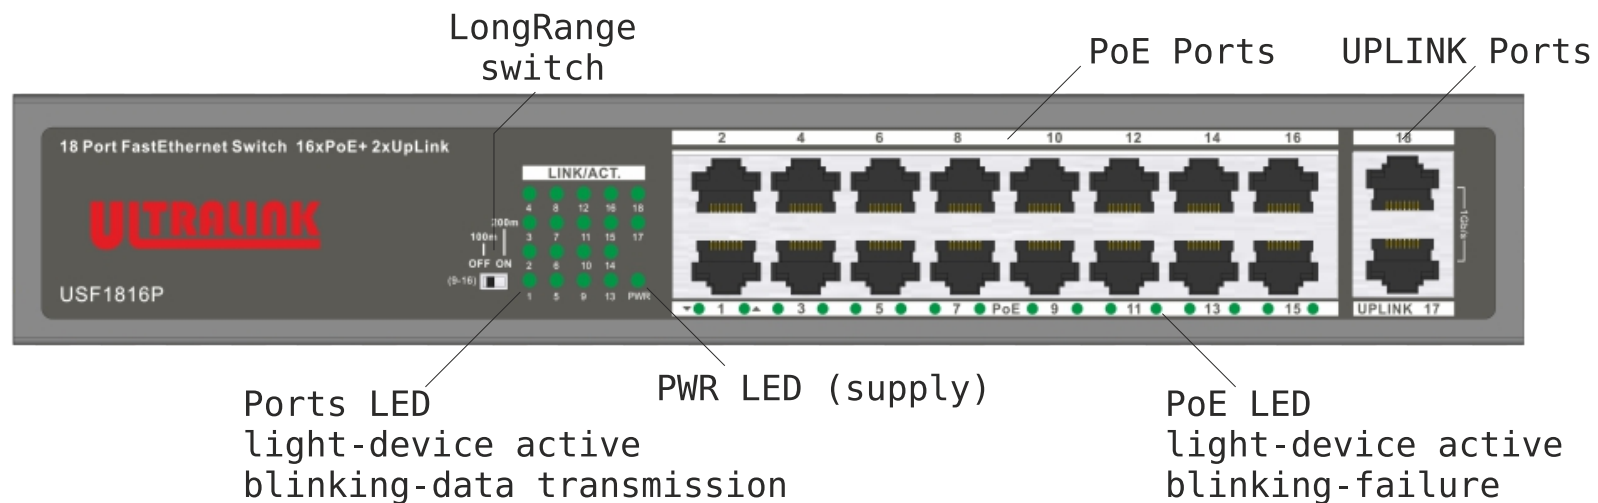 LongRange
switch
PoE Ports
UPLINK Ports
2 4 6 8 10 12 14 16 18
18 Port FastEthernet Switch 16xPoE+ 2xUpLink
LINK/ACT.
4 8 12 16 18
ULTRALINK
200m
100m
3 7 11 15 17
1Gb/s
OFF ON
2 6 10 14
(9-16)
1 5 9 13 PWR
USF1816P
1 3 5 7 PoE 9 11 13 15 UPLINK 17
PWR LED (supply)
Ports LED
light-device active
blinking-data transmission
PoE LED
light-device active
blinking-failure